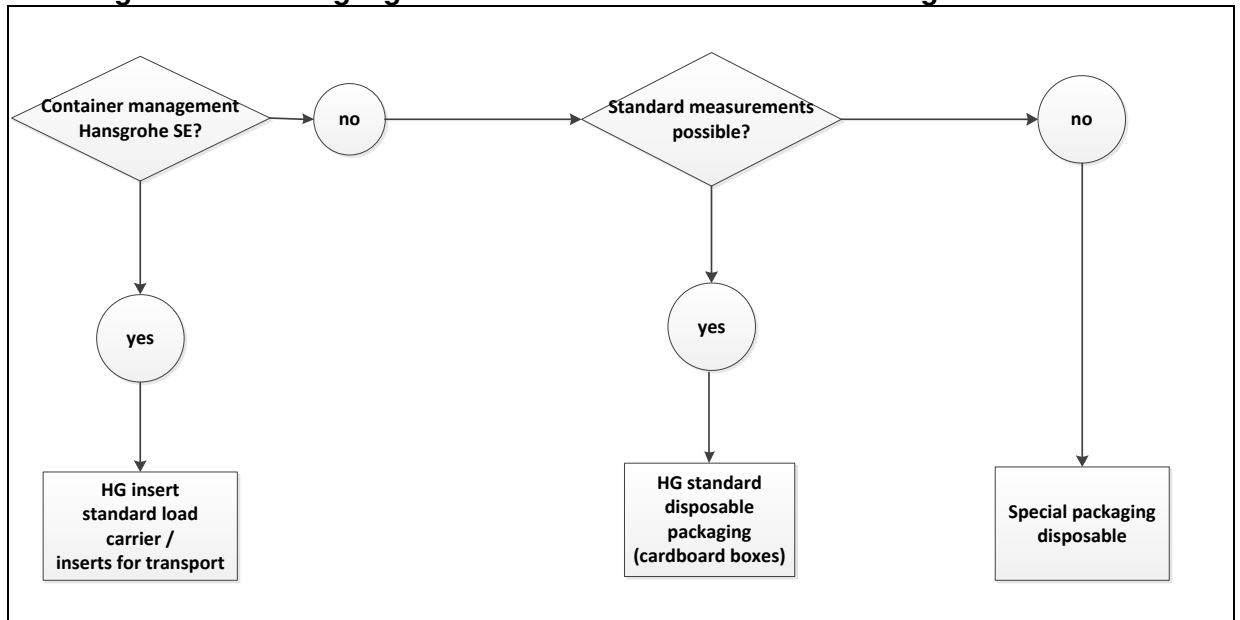 Container management
Hansgrohe SE?
no
Standard measurements
possible?
no
yes
yes
HG insert
standard load
carrier /
inserts for transport
HG standard
disposable
packaging
(cardboard boxes)
Special packaging
disposable